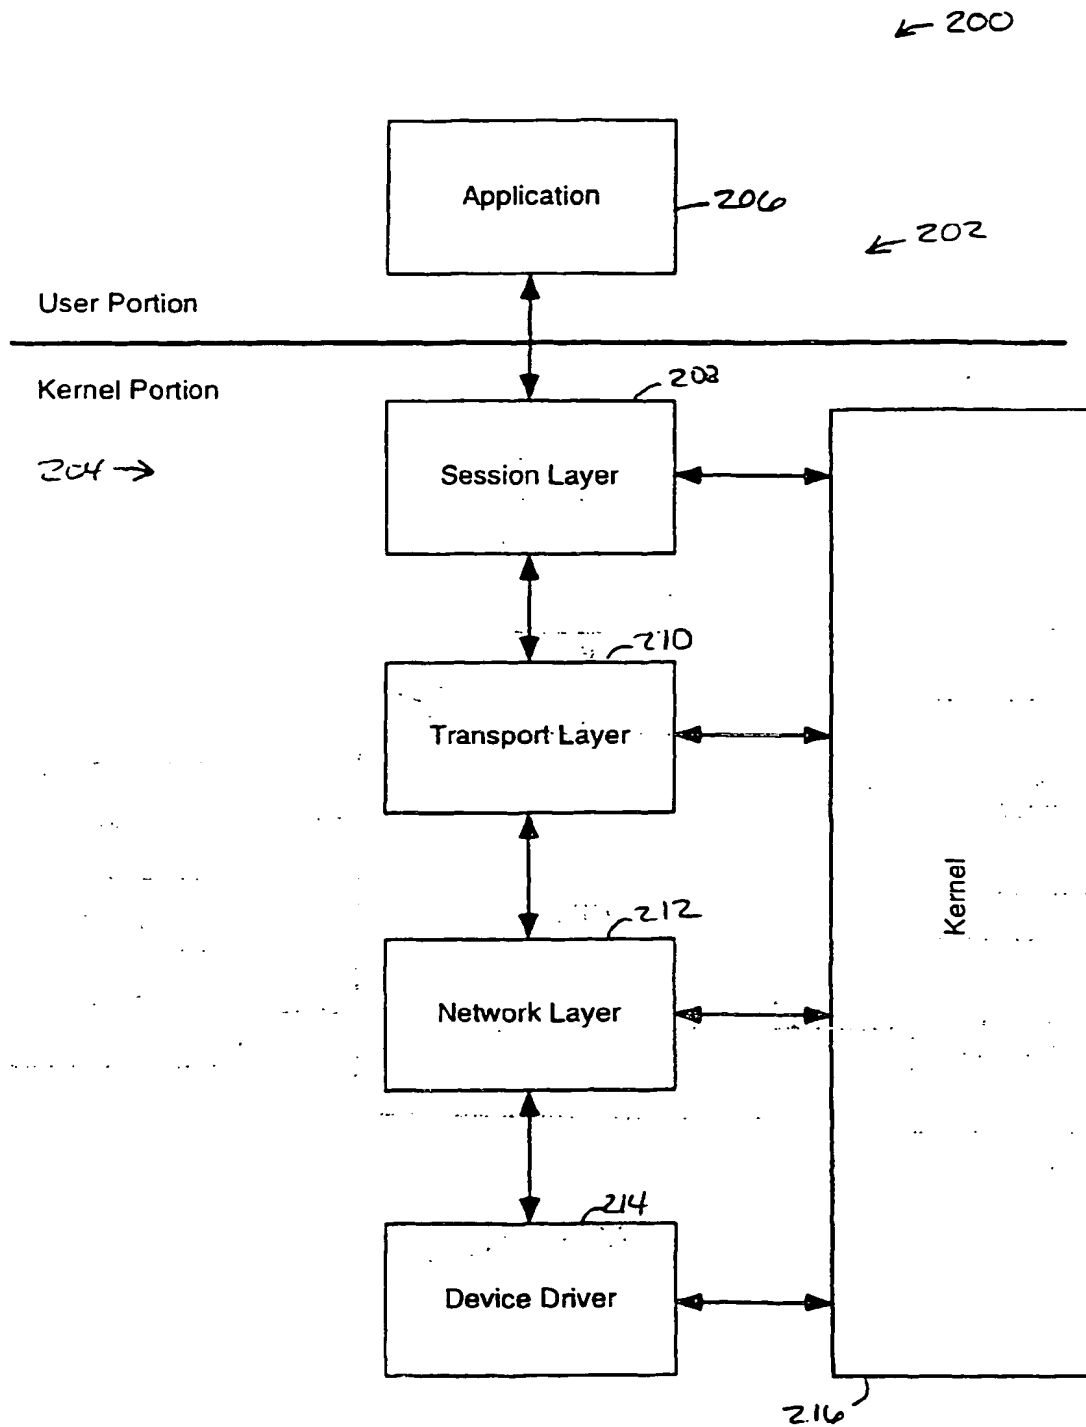 200
Application
206
202
User Portion
Kernel Portion
208
204
Session Layer
210
Transport Layer
Kernel
212
Network Layer
214
Device Driver
216